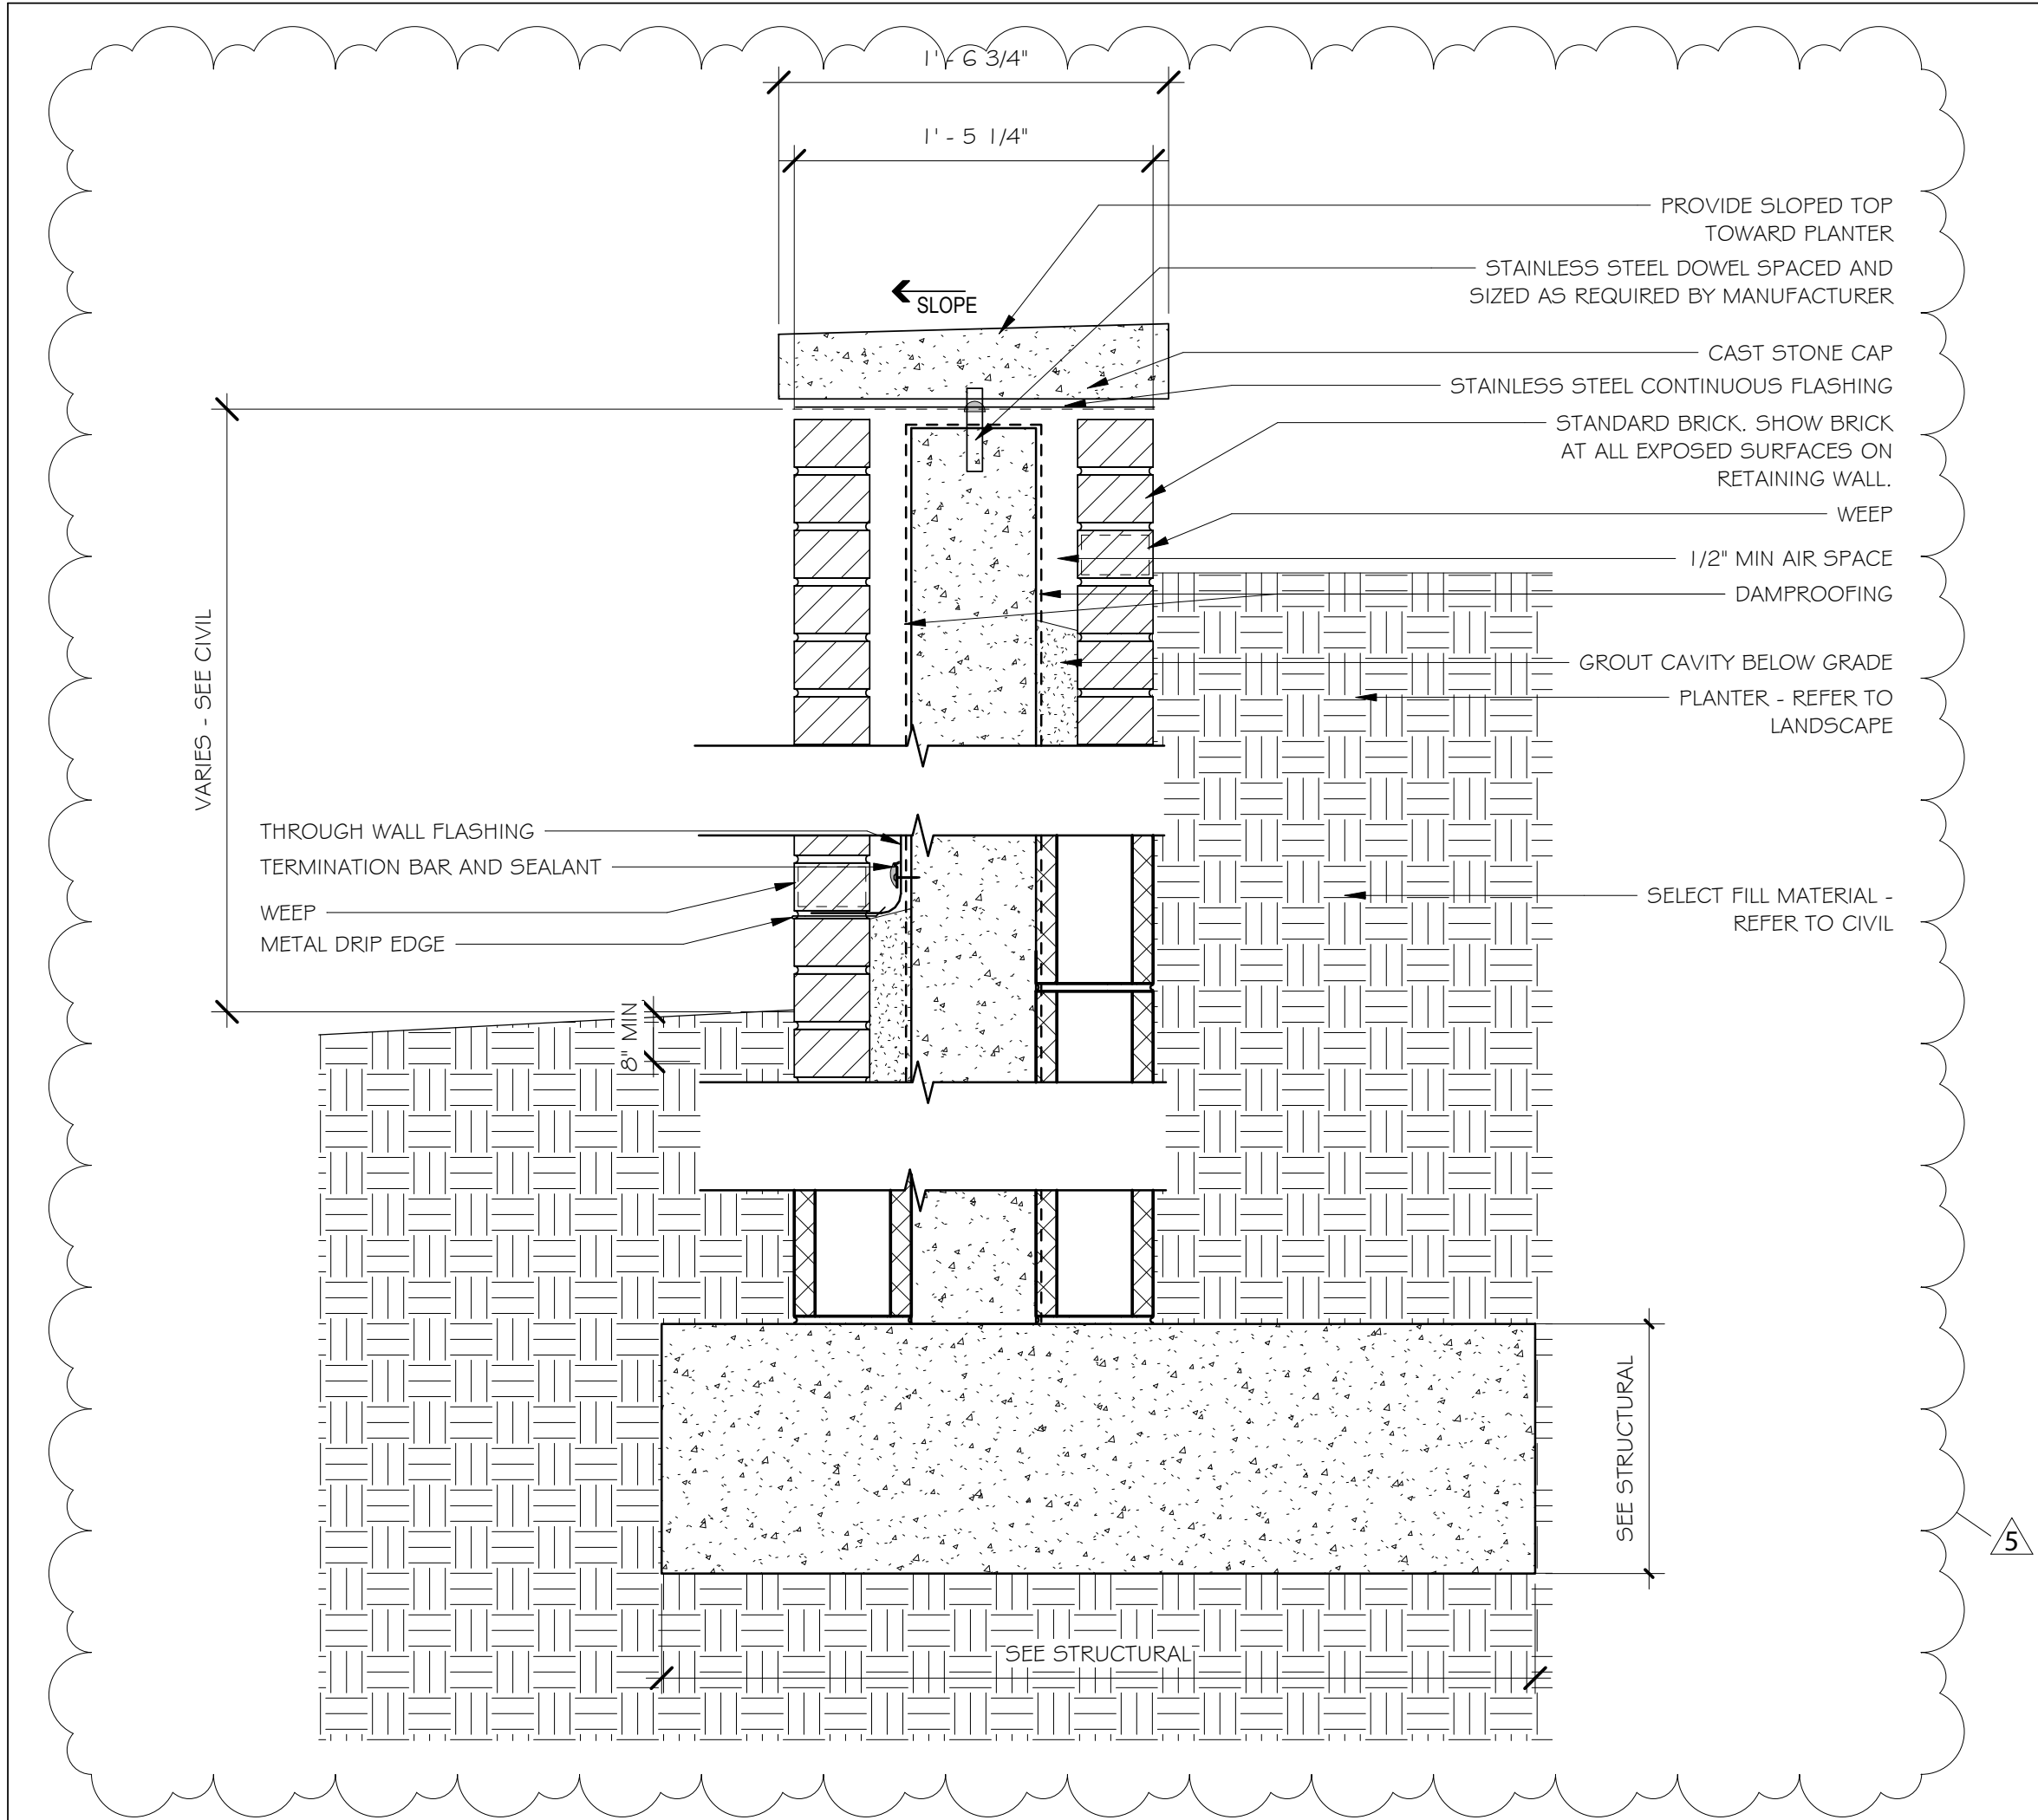 1' - 6 3/4"
1' - 5 1/4"
PROVIDE SLOPED TOP
TOWARD PLANTER
STAINLESS STEEL DOWEL SPACED AND
SIZED AS REQUIRED BY MANUFACTURER
SLOPE
CAST STONE CAP
STAINLESS STEEL CONTINUOUS FLASHING
STANDARD BRICK. SHOW BRICK
AT ALL EXPOSED SURFACES ON
RETAINING WALL.
WEEP
1/2" MIN AIR SPACE
DAMPROOFING
GROUT CAVITY BELOW GRADE
PLANTER - REFER TO
LANDSCAPE
VARIES - SEE CIVIL
THROUGH WALL FLASHING
TERMINATION BAR AND SEALANT
WEEP
METAL DRIP EDGE
SELECT FILL MATERIAL -
REFER TO CIVIL
8" MIN
SEE STRUCTURAL
5
SEE STRUCTURAL